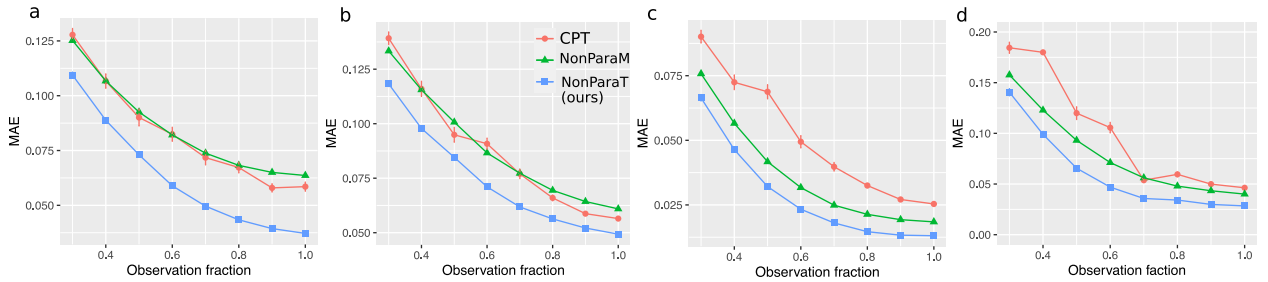 a
MAE
0.125
0.100
0.075
0.050
0.4
0.6
0.8
1.0
Observation fraction
b
MAE
0.125
0.100
0.075
0.050
0.4
0.6
0.8
1.0
Observation fraction
CPT
NonParaM
NonParaT
(ours)
c
MAE
0.075
0.050
0.025
0.4
0.6
0.8
1.0
Observation fraction
d
MAE
0.20
0.15
0.10
0.05
0.00
0.4
0.6
0.8
1.0
Observation faction